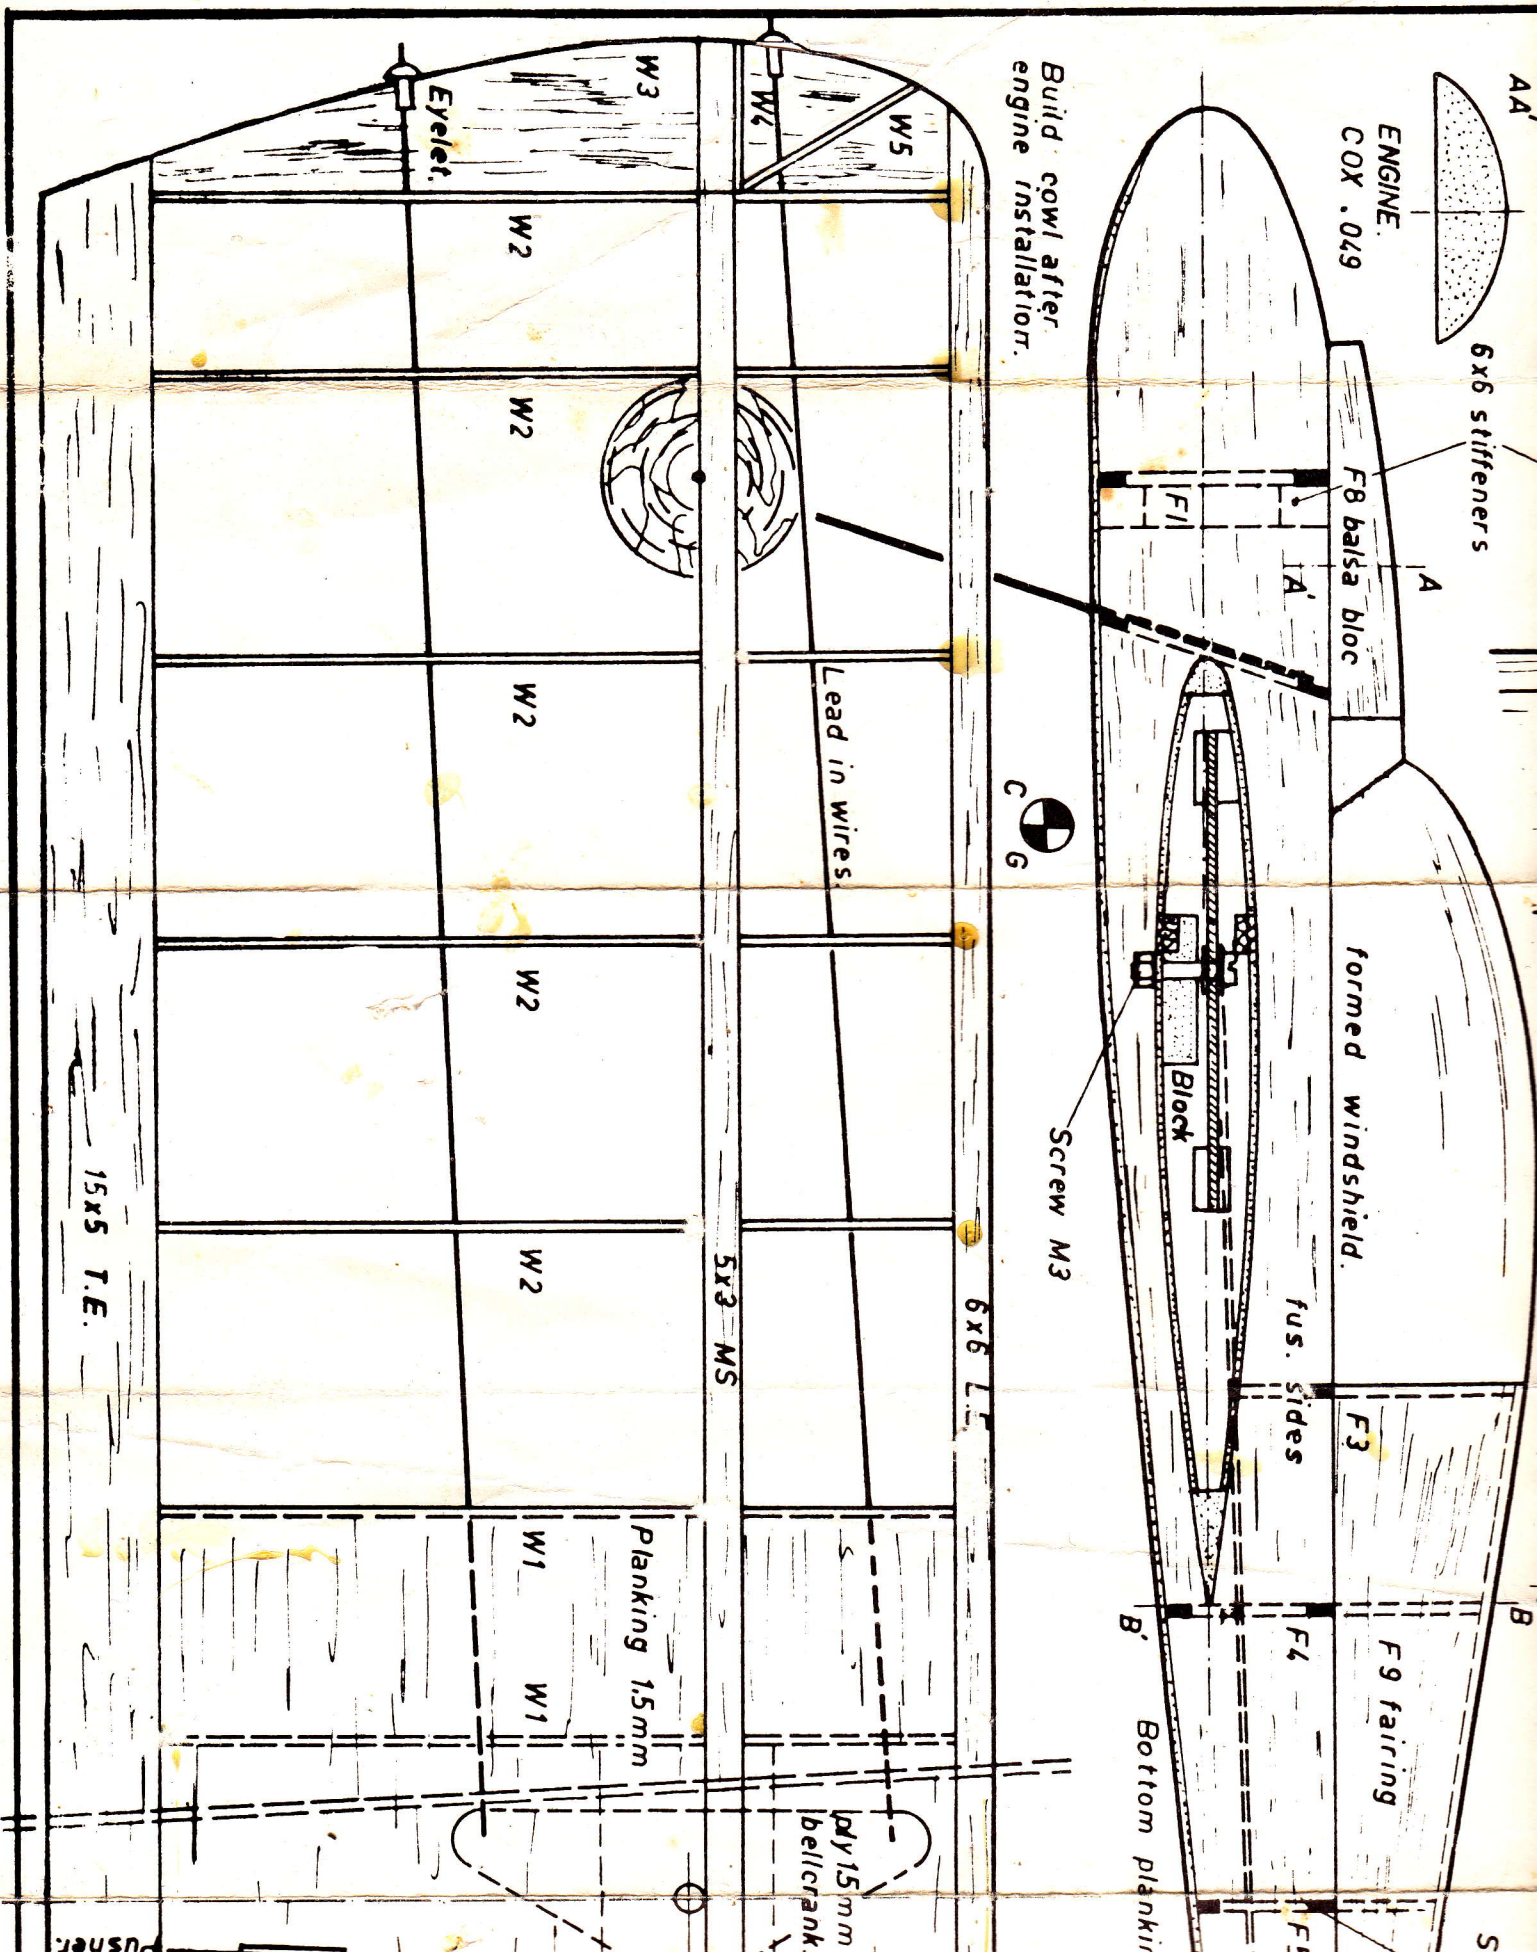 AA'
ENGINE.
COX .049
6x6 stiffeners
F8 balsa bloc
A
A'
F1
Buid cowl after
engine installation.
formed windshield.
fus. sides
F3
B
F4
B'
F9 fairing
Bottom
Block
Screw M3
C G
W3
W4
W5
Eyelet.
W2
W2
W2
W2
W2
Lead in wires.
6x6
5x3 MS
15x5 T.E.
W1
W1
Planking 1.5mm
ply 1.5mm
bellcrank.